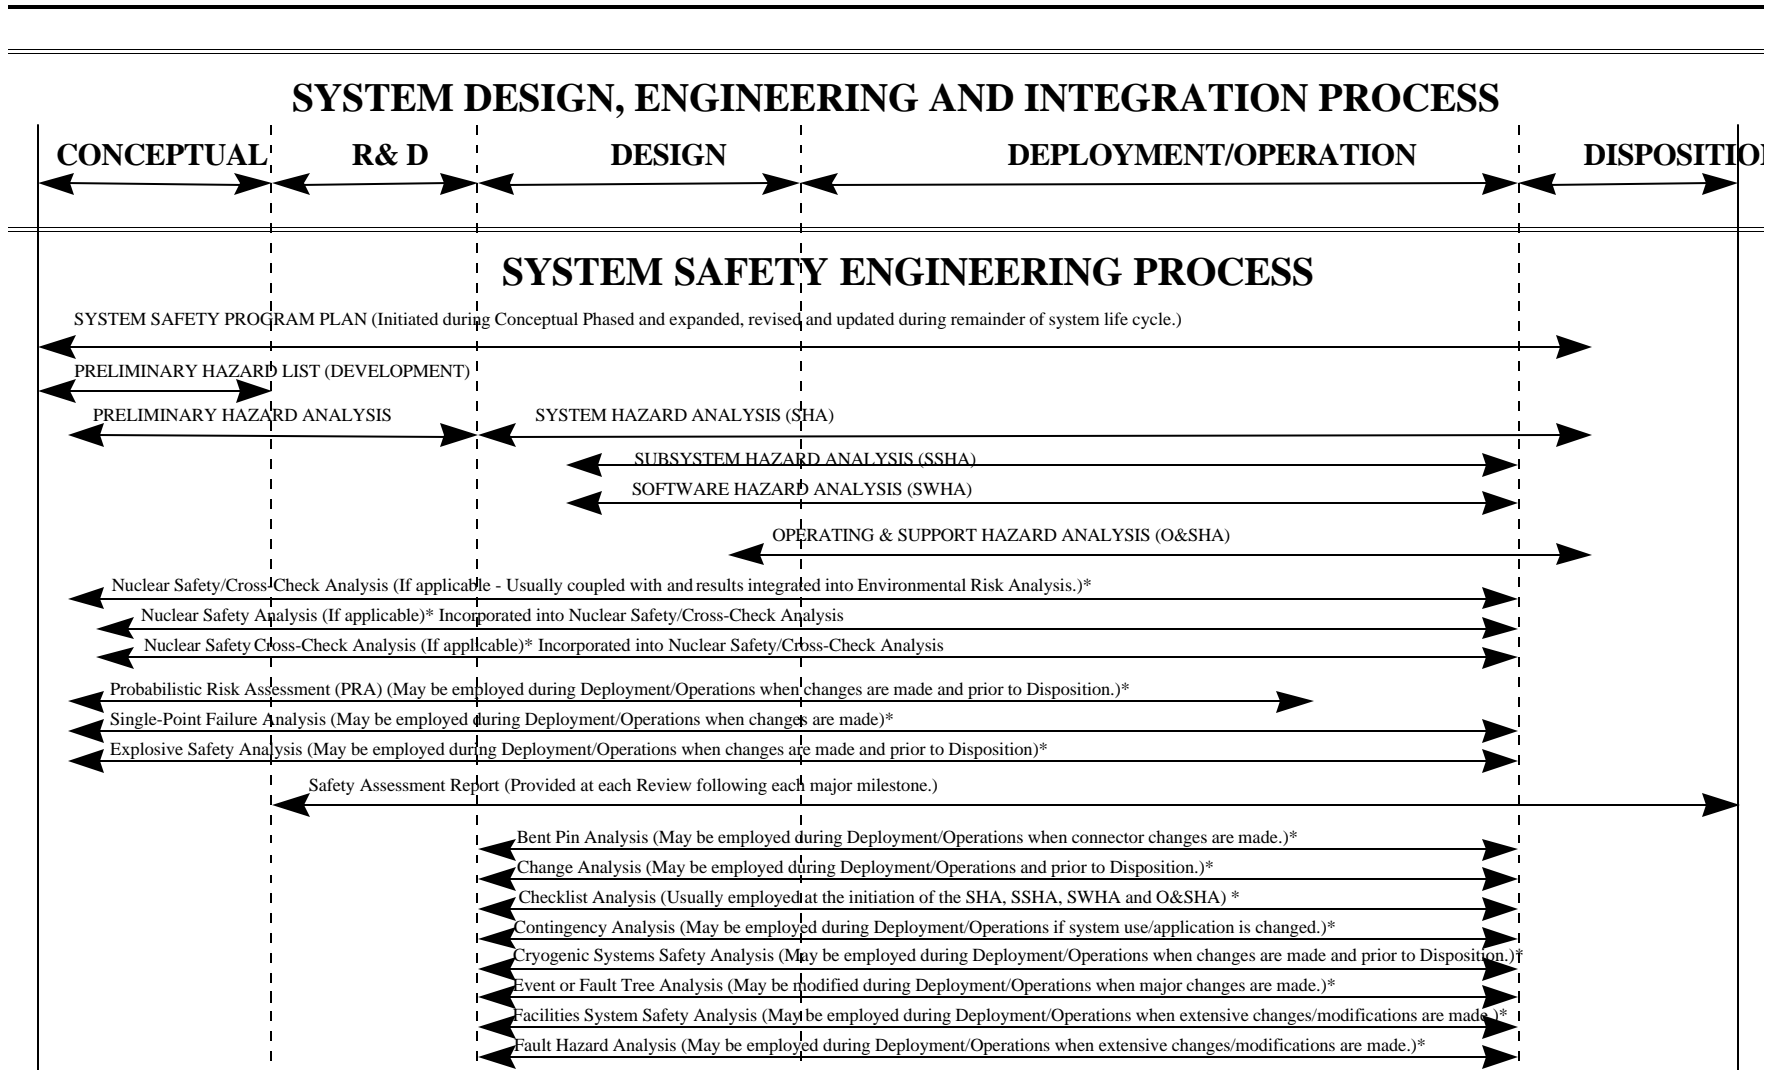 SYSTEM DESIGN, ENGINEERING AND INTEGRATION PROCESS
CONCEPTUAL R& D DESIGN DEPLOYMENT/OPERATION DISPOSITION
SYSTEM SAFETY ENGINEERING PROCESS
SYSTEM SAFETY PROGRAM PLAN (Initiated during Conceptual Phased and expanded, revised and updated during remainder of system life cycle.)
PRELIMINARY HAZARD LIST (DEVELOPMENT)
PRELIMINARY HAZARD ANALYSIS SYSTEM HAZARD ANALYSIS (SHA)
SUBSYSTEM HAZARD ANALYSIS (SSHA)
SOFTWARE HAZARD ANALYSIS (SWHA)
OPERATING & SUPPORT HAZARD ANALYSIS (O&SHA)
Nuclear Safety/Cross-Check Analysis (If applicable - Usually coupled with and results integrated into Environmental Risk Analysis.)*
Nuclear Safety Analysis (If applicable)* Incorporated into Nuclear Safety/Cross-Check Analysis
Nuclear Safety Cross-Check Analysis (If applicable)* Incorporated into Nuclear Safety/Cross-Check Analysis
Probabilistic Risk Assessment (PRA) (May be employed during Deployment/Operations when changes are made and prior to Disposition.)*
Single-Point Failure Analysis (May be employed during Deployment/Operations when changes are made)*
Explosive Safety Analysis (May be employed during Deployment/Operations when changes are made and prior to Disposition)*
Safety Assessment Report (Provided at each Review following each major milestone.)
Bent Pin Analysis (May be employed during Deployment/Operations when connector changes are made.)*
Change Analysis (May be employed during Deployment/Operations and prior to Disposition.)*
Checklist Analysis (Usually employed at the initiation of the SHA, SSHA, SWHA and O&SHA) *
Contingency Analysis (May be employed during Deployment/Operations if system use/application is changed.)*
Cryogenic Systems Safety Analysis (May be employed during Deployment/Operations when changes are made and prior to Disposition.)*
Event or Fault Tree Analysis (May be modified during Deployment/Operations when major changes are made.)*
Facilities System Safety Analysis (May be employed during Deployment/Operations when extensive changes/modifications are made.)*
Fault Hazard Analysis (May be employed during Deployment/Operations when extensive changes/modifications are made.)*